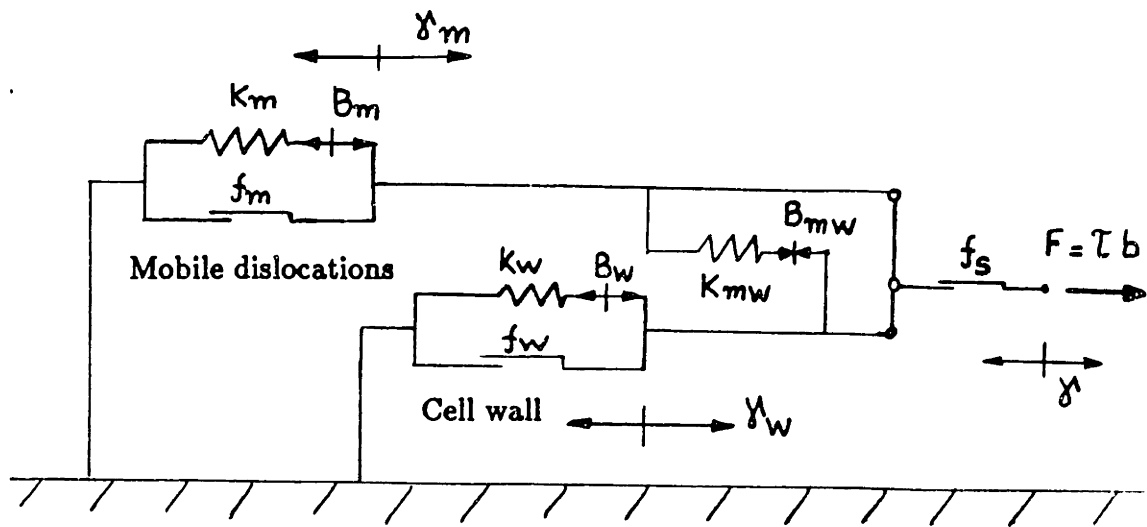 γm
Km
Bm
fm
Mobile dislocations
Bmw
Kmw
Kw
Bw
fw
Cell wall
γw
fs
F = τ b
γ